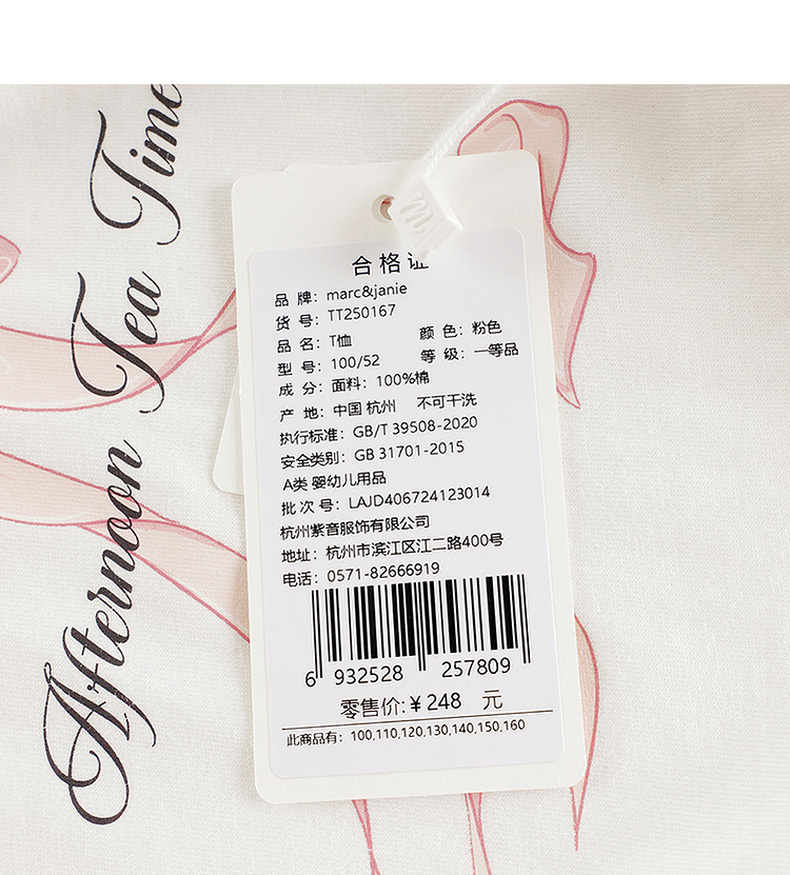 Afternoon Tea Time
合格证
品 牌：marc&janie
货 号：TT250167
品 名：T恤 颜 色：粉色
型 号：100/52 等 级：一等品
成 分：面料：100%棉
产 地：中国 杭州 不可干洗
执行标准：GB/T 39508-2020
安全类别：GB 31701-2015
A类 婴幼儿用品
批 次 号：LAJD406724123014
杭州紫音服饰有限公司
地址：杭州市滨江区江二路400号
电话：0571-82666919
6 932528 257809
零售价:¥248 元
此商品有：100,110,120,130,140,150,160